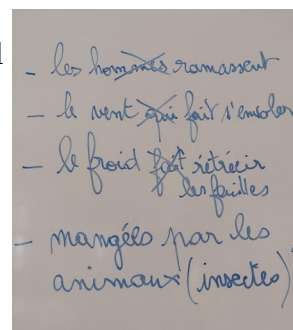 - les hommes ramassent
- le vent qui fait s'envoler
- le froid fait rétrécir
les feuilles
- mangées par les
animaux (insectes)